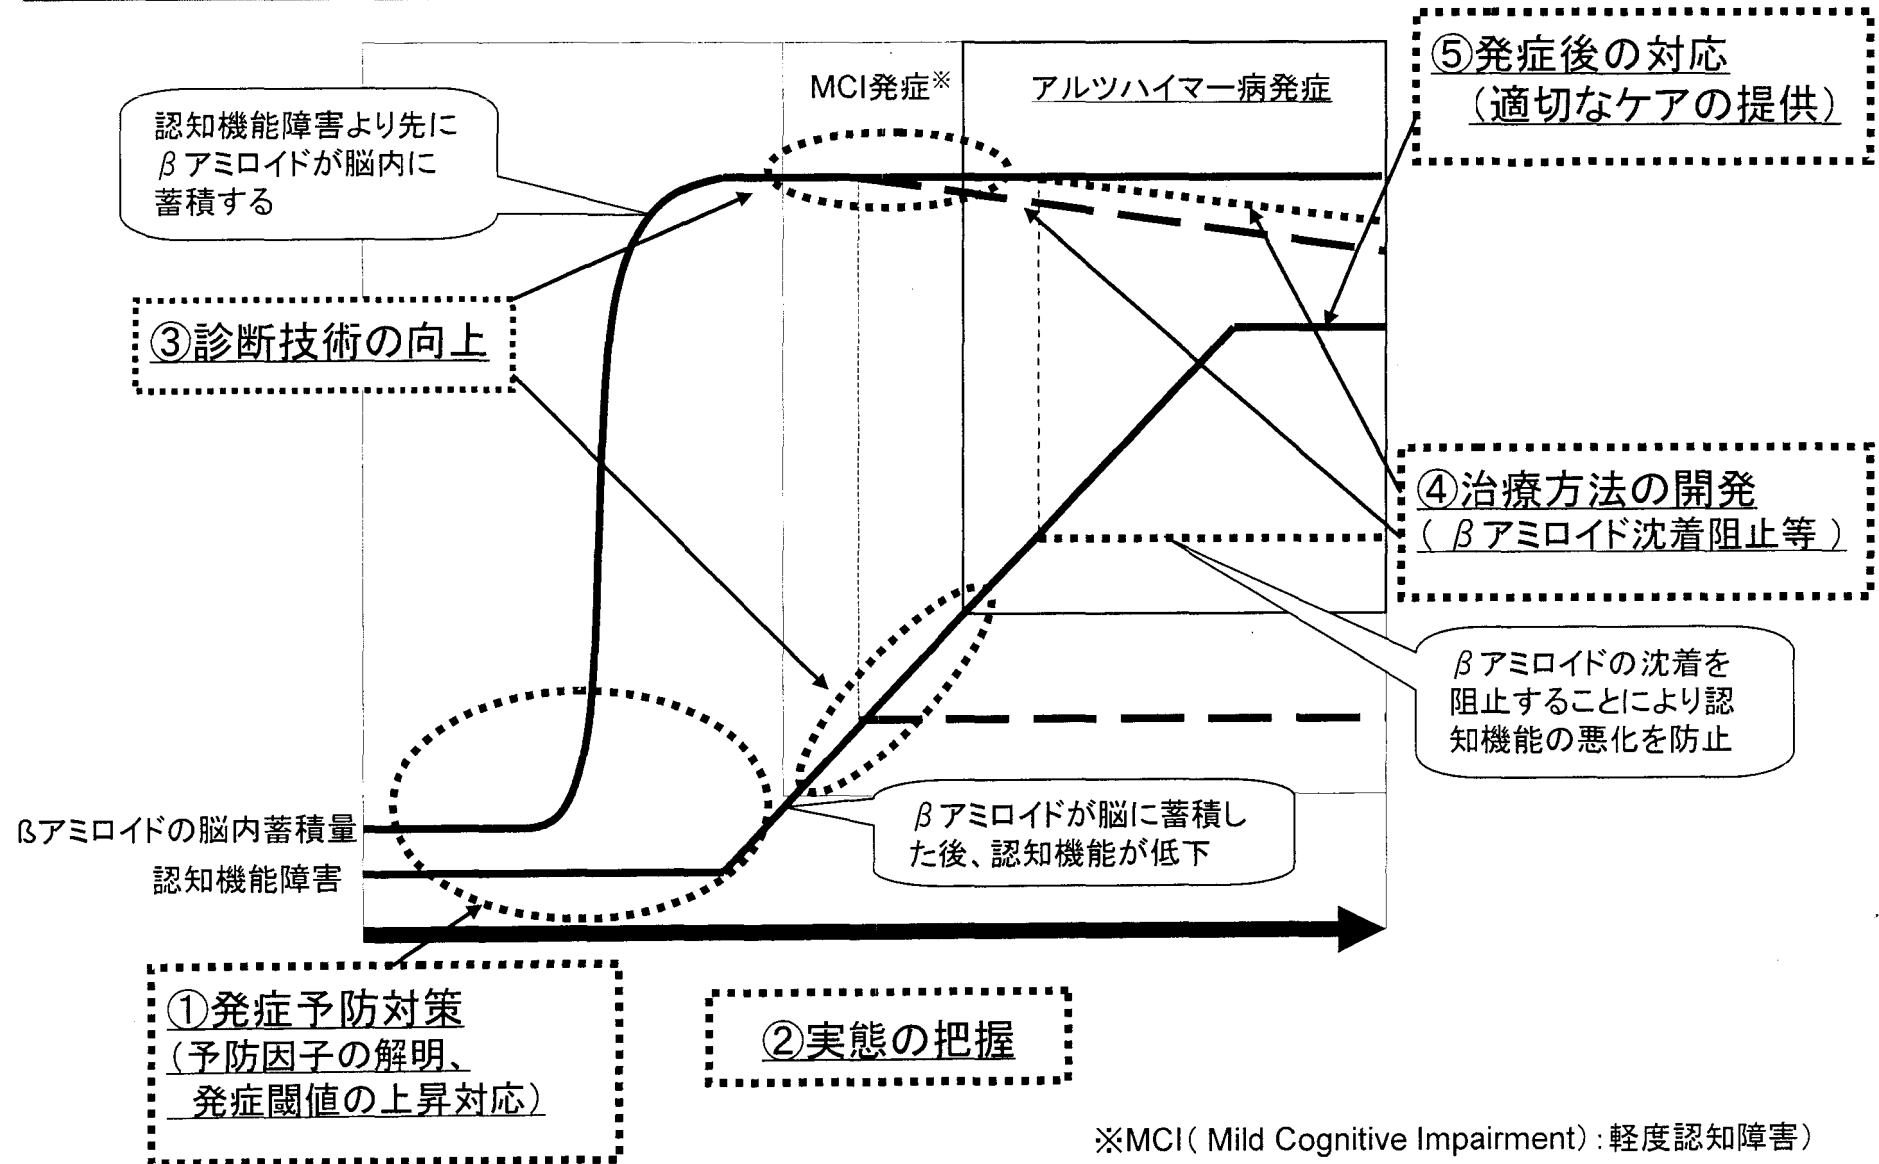 MCI発症※
アルツハイマー病発症
⑤発症後の対応
(適切なケアの提供)
認知機能障害より先に
βアミロイドが脳内に
蓄積する
③診断技術の向上
④治療方法の開発
(βアミロイド沈着阻止等)
βアミロイドの沈着を
阻止することにより認
知機能の悪化を防止
βアミロイドが脳に蓄積し
た後、認知機能が低下
ßアミロイドの脳内蓄積量
認知機能障害
①発症予防対策
(予防因子の解明、
発症閾値の上昇対応)
②実態の把握
※MCI( Mild Cognitive Impairment):軽度認知障害)